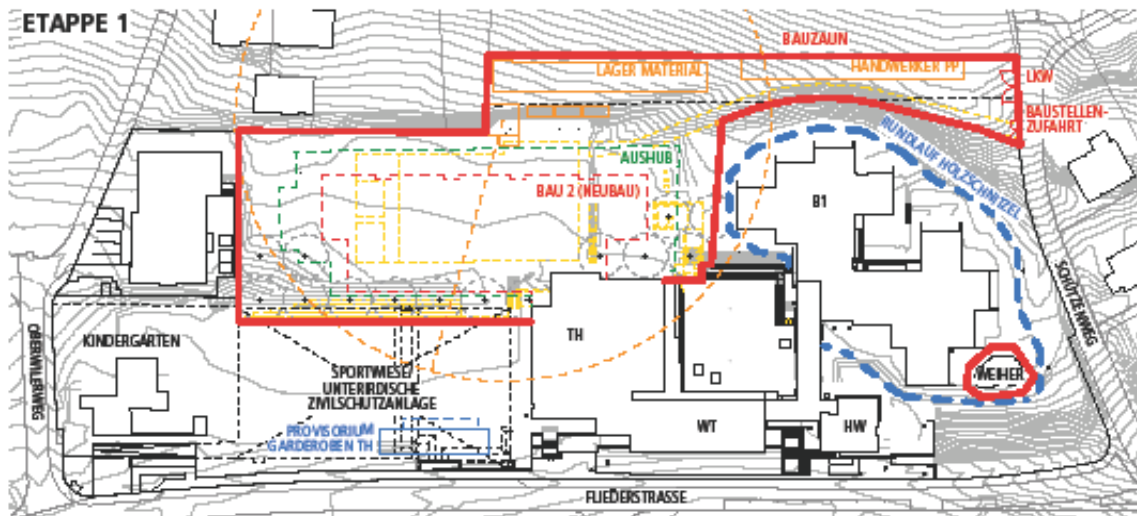 ETAPPE 1
BAUZAUN
LAGER MATERIAL
HANDWERKER PP
LKW
BAUSTELLEN-
ZUFAHRT
RUNDLAUF HOLZSCHNITZEL
AUSHUB
BAU 2 (NEUBAU)
B1
SCHÜTZENWEG
OBERWILERWEG
KINDERGARTEN
TH
SPORTWIESE/
UNTERIRDISCHE
ZIVILSCHUTZANLAGE
WEIHER
PROVISORIUM
GARDEROBEN TH
WT
HW
FLIEDERSTRASSE